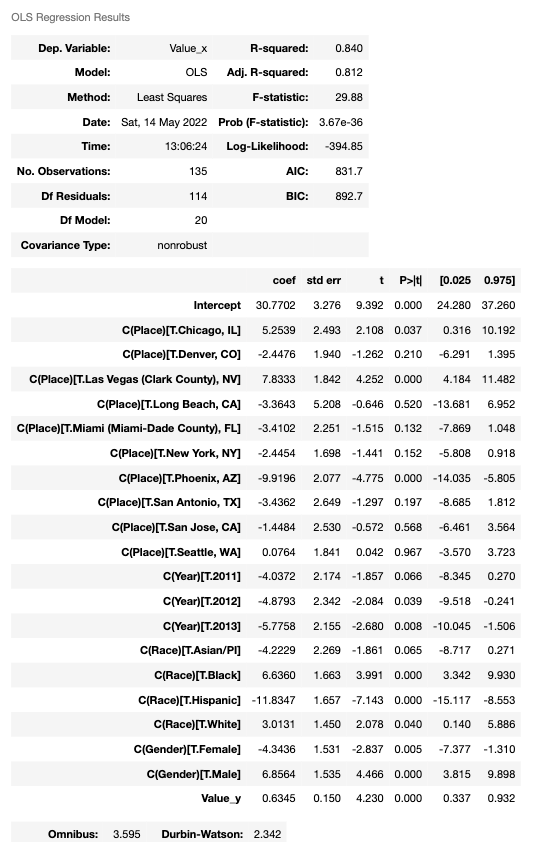 OLS Regression Results
Dep. Variable: Value_x R-squared: 0.840
Model: OLS Adj. R-squared: 0.812
Method: Least Squares F-statistic: 29.88
Date: Sat, 14 May 2022 Prob (F-statistic): 3.67e-36
Time: 13:06:24 Log-Likelihood: -394.85
No. Observations: 135 AIC: 831.7
Df Residuals: 114 BIC: 892.7
Df Model: 20
Covariance Type: nonrobust
coef std err t P>|t| [0.025 0.975]
Intercept 30.7702 3.276 9.392 0.000 24.280 37.260
C(Place)[T.Chicago, IL] 5.2539 2.493 2.108 0.037 0.316 10.192
C(Place)[T.Denver, CO] -2.4476 1.940 -1.262 0.210 -6.291 1.395
C(Place)[T.Las Vegas (Clark County), NV] 7.8333 1.842 4.252 0.000 4.184 11.482
C(Place)[T.Long Beach, CA] -3.3643 5.208 -0.646 0.520 -13.681 6.952
C(Place)[T.Miami (Miami-Dade County), FL] -3.4102 2.251 -1.515 0.132 -7.869 1.048
C(Place)[T.New York, NY] -2.4454 1.698 -1.441 0.152 -5.808 0.918
C(Place)[T.Phoenix, AZ] -9.9196 2.077 -4.775 0.000 -14.035 -5.805
C(Place)[T.San Antonio, TX] -3.4362 2.649 -1.297 0.197 -8.685 1.812
C(Place)[T.San Jose, CA] -1.4484 2.530 -0.572 0.568 -6.461 3.564
C(Place)[T.Seattle, WA] 0.0764 1.841 0.042 0.967 -3.570 3.723
C(Year)[T.2011] -4.0372 2.174 -1.857 0.066 -8.345 0.270
C(Year)[T.2012] -4.8793 2.342 -2.084 0.039 -9.518 -0.241
C(Year)[T.2013] -5.7758 2.155 -2.680 0.008 -10.045 -1.506
C(Race)[T.Asian/PI] -4.2229 2.269 -1.861 0.065 -8.717 0.271
C(Race)[T.Black] 6.6360 1.663 3.991 0.000 3.342 9.930
C(Race)[T.Hispanic] -11.8347 1.657 -7.143 0.000 -15.117 -8.553
C(Race)[T.White] 3.0131 1.450 2.078 0.040 0.140 5.886
C(Gender)[T.Female] -4.3436 1.531 -2.837 0.005 -7.377 -1.310
C(Gender)[T.Male] 6.8564 1.535 4.466 0.000 3.815 9.898
Value_y 0.6345 0.150 4.230 0.000 0.337 0.932
Omnibus: 3.595 Durbin-Watson: 2.342